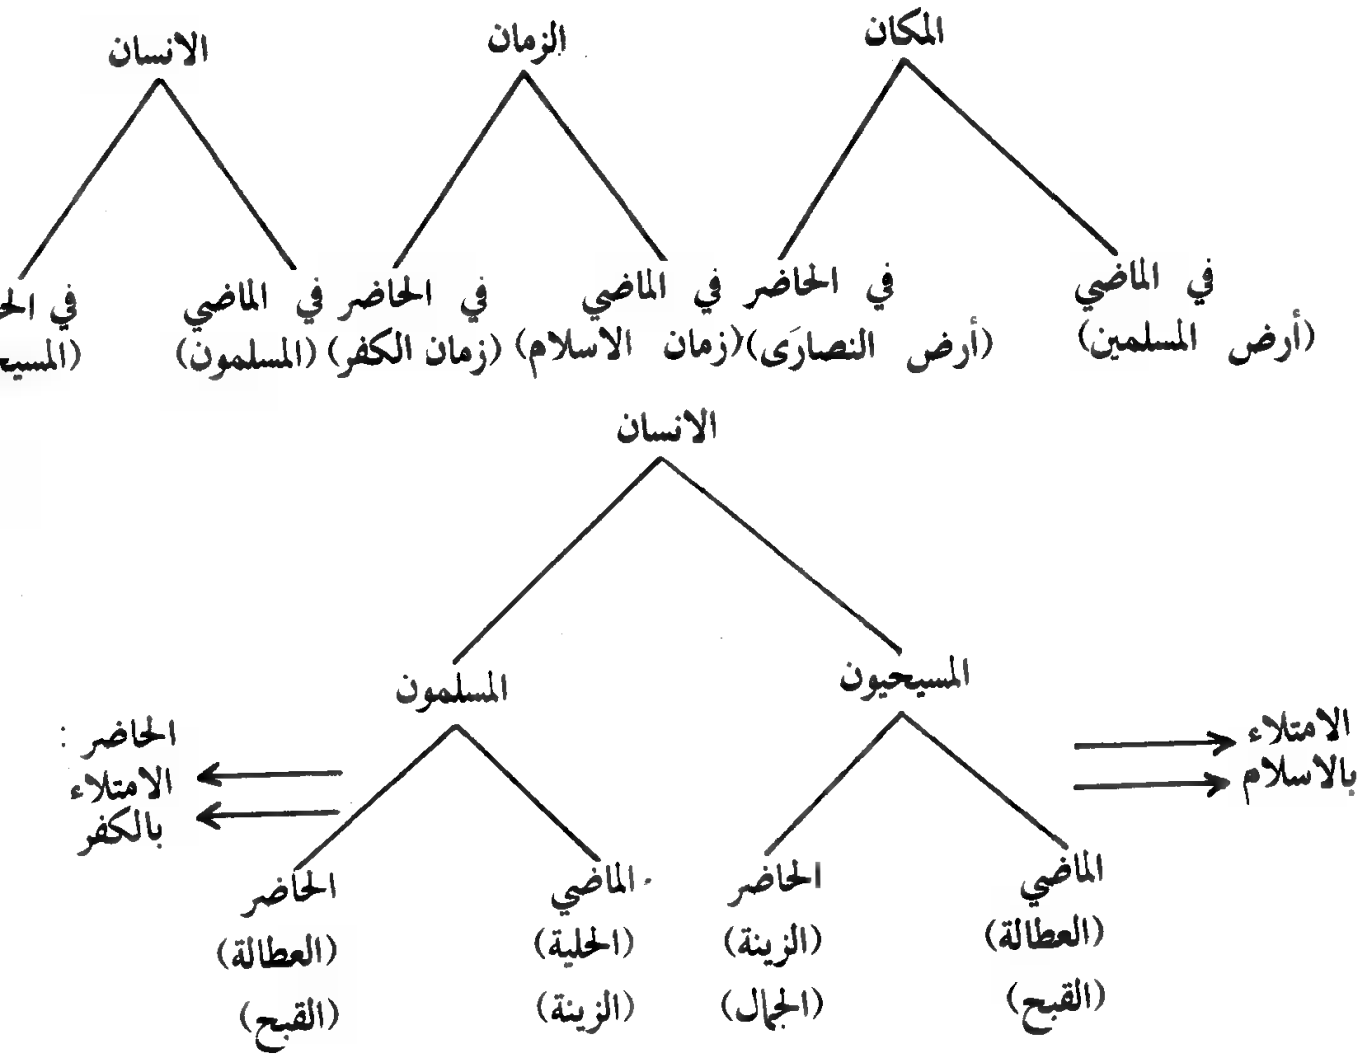 المكان
الزمان
الانسان
في الماضي
(أرض المسلمين)
في الحاضر
(أرض النصارَى)
في الماضي
(زمان الاسلام)
في الحاضر
(زمان الكفر)
في الماضي
(المسلمون)
في
الانسان
المسيحيون
المسلمون
الامتلاء
بالاسلام
الحاضر :
الامتلاء
بالكفر
الماضي
(العطالة)
(القبح)
الحاضر
(الزينة)
(الجمال)
الماضي
(الحلية)
(الزينة)
الحاضر
(العطالة)
(القبح)